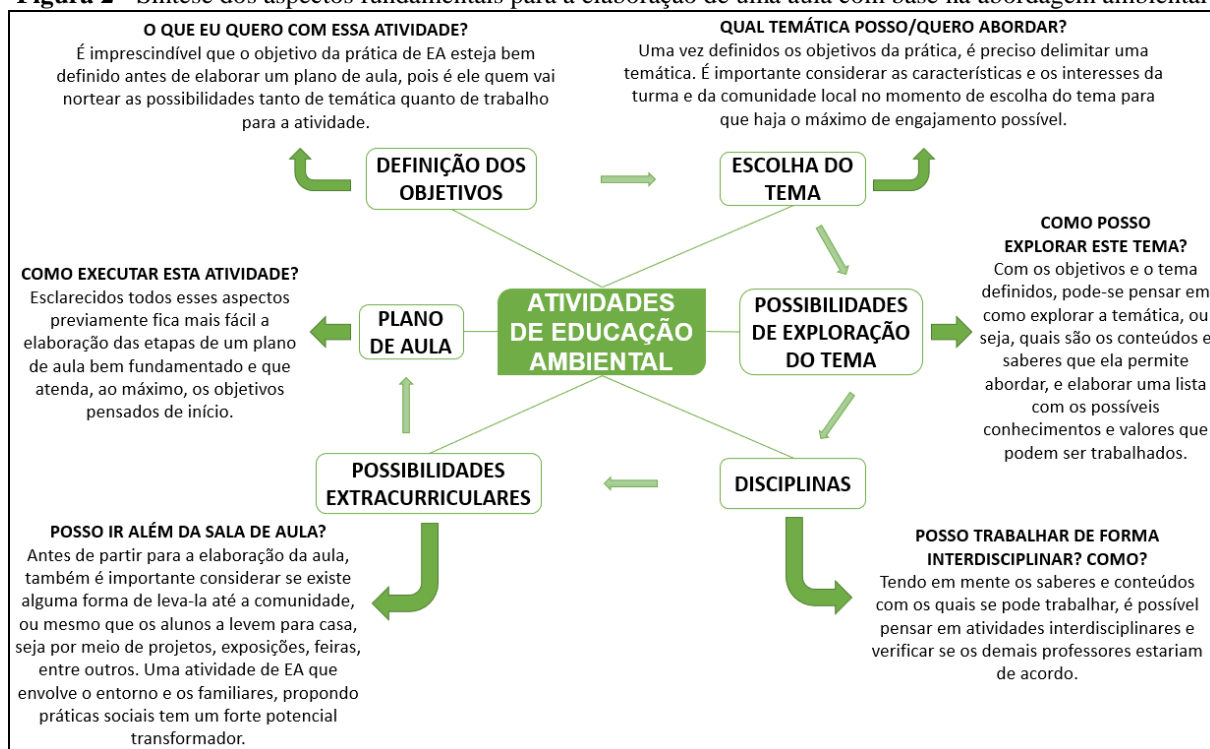 Figura 2 - Síntese dos aspectos fundamentais para a elaboração de uma aula com base na abordagem ambiental
O QUE EU QUERO COM ESSA ATIVIDADE?
É imprescindível que o objetivo da prática de EA esteja bem
definido antes de elaborar um plano de aula, pois é ele quem vai
nortear as possibilidades tanto de temática quanto de trabalho
para a atividade.
QUAL TEMÁTICA POSSO/QUERO ABORDAR?
Uma vez definidos os objetivos da prática, é preciso delimitar uma
temática. É importante considerar as características e os interesses da
turma e da comunidade local no momento de escolha do tema para
que haja o máximo de engajamento possível.
DEFINIÇÃO DOS
OBJETIVOS
ESCOLHA DO
TEMA
COMO POSSO
EXPLORAR ESTE TEMA?
Com os objetivos e o tema
definidos, pode-se pensar em
como explorar a temática, ou
seja, quais são os conteúdos e
saberes que ela permite
abordar, e elaborar uma lista
com os possíveis
conhecimentos e valores que
podem ser trabalhados.
COMO EXECUTAR ESTA ATIVIDADE?
Esclarecidos todos esses aspectos
previamente fica mais fácil a
elaboração das etapas de um plano
de aula bem fundamentado e que
atenda, ao máximo, os objetivos
pensados de início.
PLANO
DE AULA
ATIVIDADES
DE EDUCAÇÃO
AMBIENTAL
POSSIBILIDADES
DE EXPLORAÇÃO
DO TEMA
POSSIBILIDADES
EXTRACURRICULARES
DISCIPLINAS
POSSO IR ALÉM DA SALA DE AULA?
Antes de partir para a elaboração da aula,
também é importante considerar se existe
alguma forma de leva-la até a comunidade,
ou mesmo que os alunos a levem para casa,
seja por meio de projetos, exposições, feiras,
entre outros. Uma atividade de EA que
envolve o entorno e os familiares, propondo
práticas sociais tem um forte potencial
transformador.
POSSO TRABALHAR DE FORMA
INTERDISCIPLINAR? COMO?
Tendo em mente os saberes e conteúdos
com os quais se pode trabalhar, é possível
pensar em atividades interdisciplinares e
verificar se os demais professores estariam
de acordo.